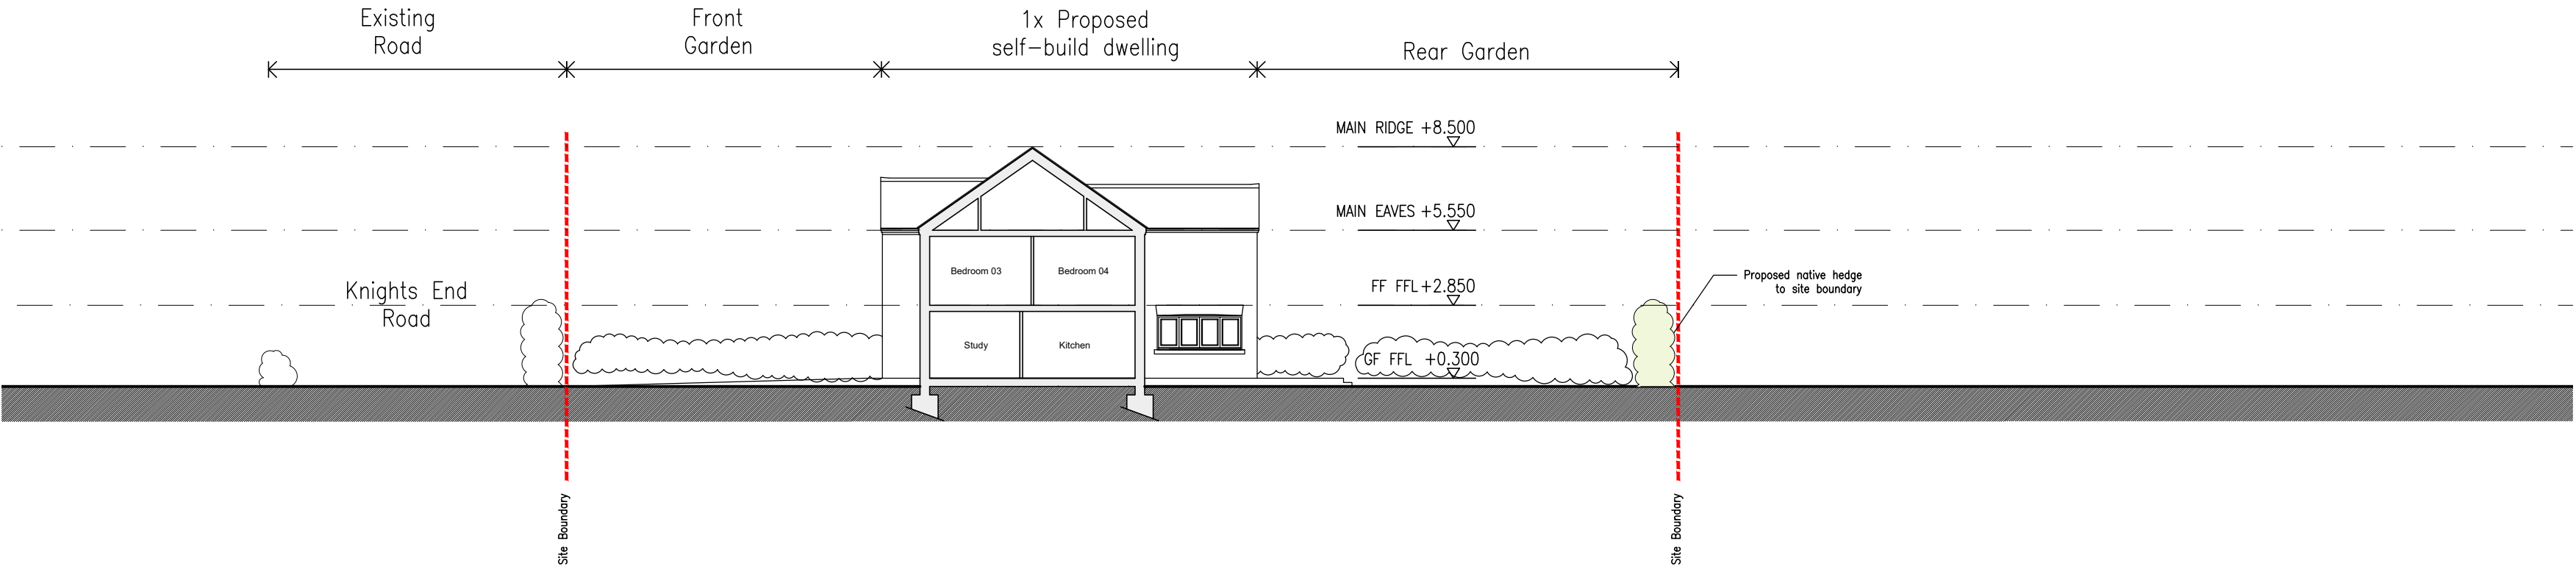 Existing
Road
Front
Garden
1x Proposed
self-build dwelling
Rear Garden
MAIN RIDGE +8.500
MAIN EAVES +5.550
FF FFL+2.850
GF FFL +0.300
Knights End
Road
Bedroom 03
Bedroom 04
Study
Kitchen
Proposed native hedge
to site boundary
Site Boundary
Site Boundary